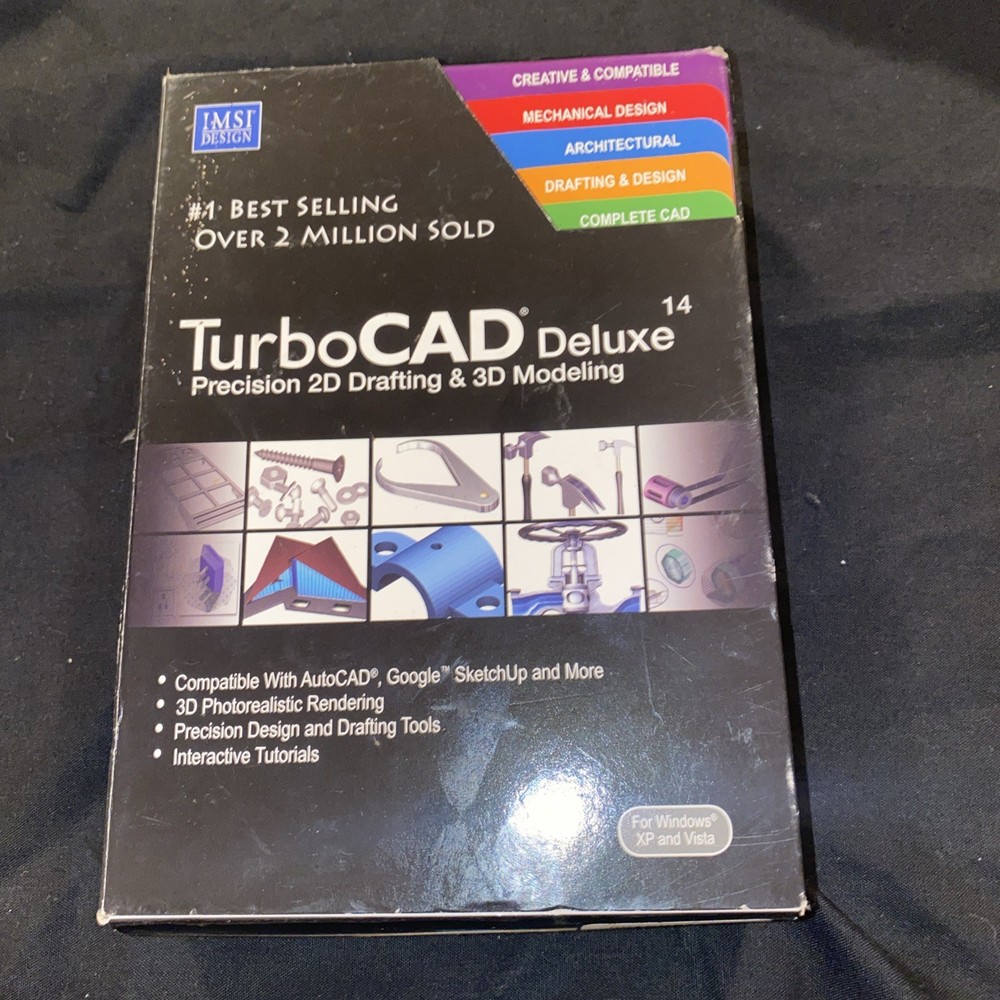 IMSI
DESIGN
CREATIVE & COMPATIBLE
MECHANICAL DESIGN
ARCHITECTURAL
DRAFTING & DESIGN
COMPLETE CAD
#1 BEST SELLING
OVER 2 MILLION SOLD
TurboCAD® Deluxe 14
Precision 2D Drafting & 3D Modeling
• Compatible With AutoCAD®, Google™ SketchUp and More
• 3D Photorealistic Rendering
• Precision Design and Drafting Tools
• Interactive Tutorials
For Windows®
XP and Vista